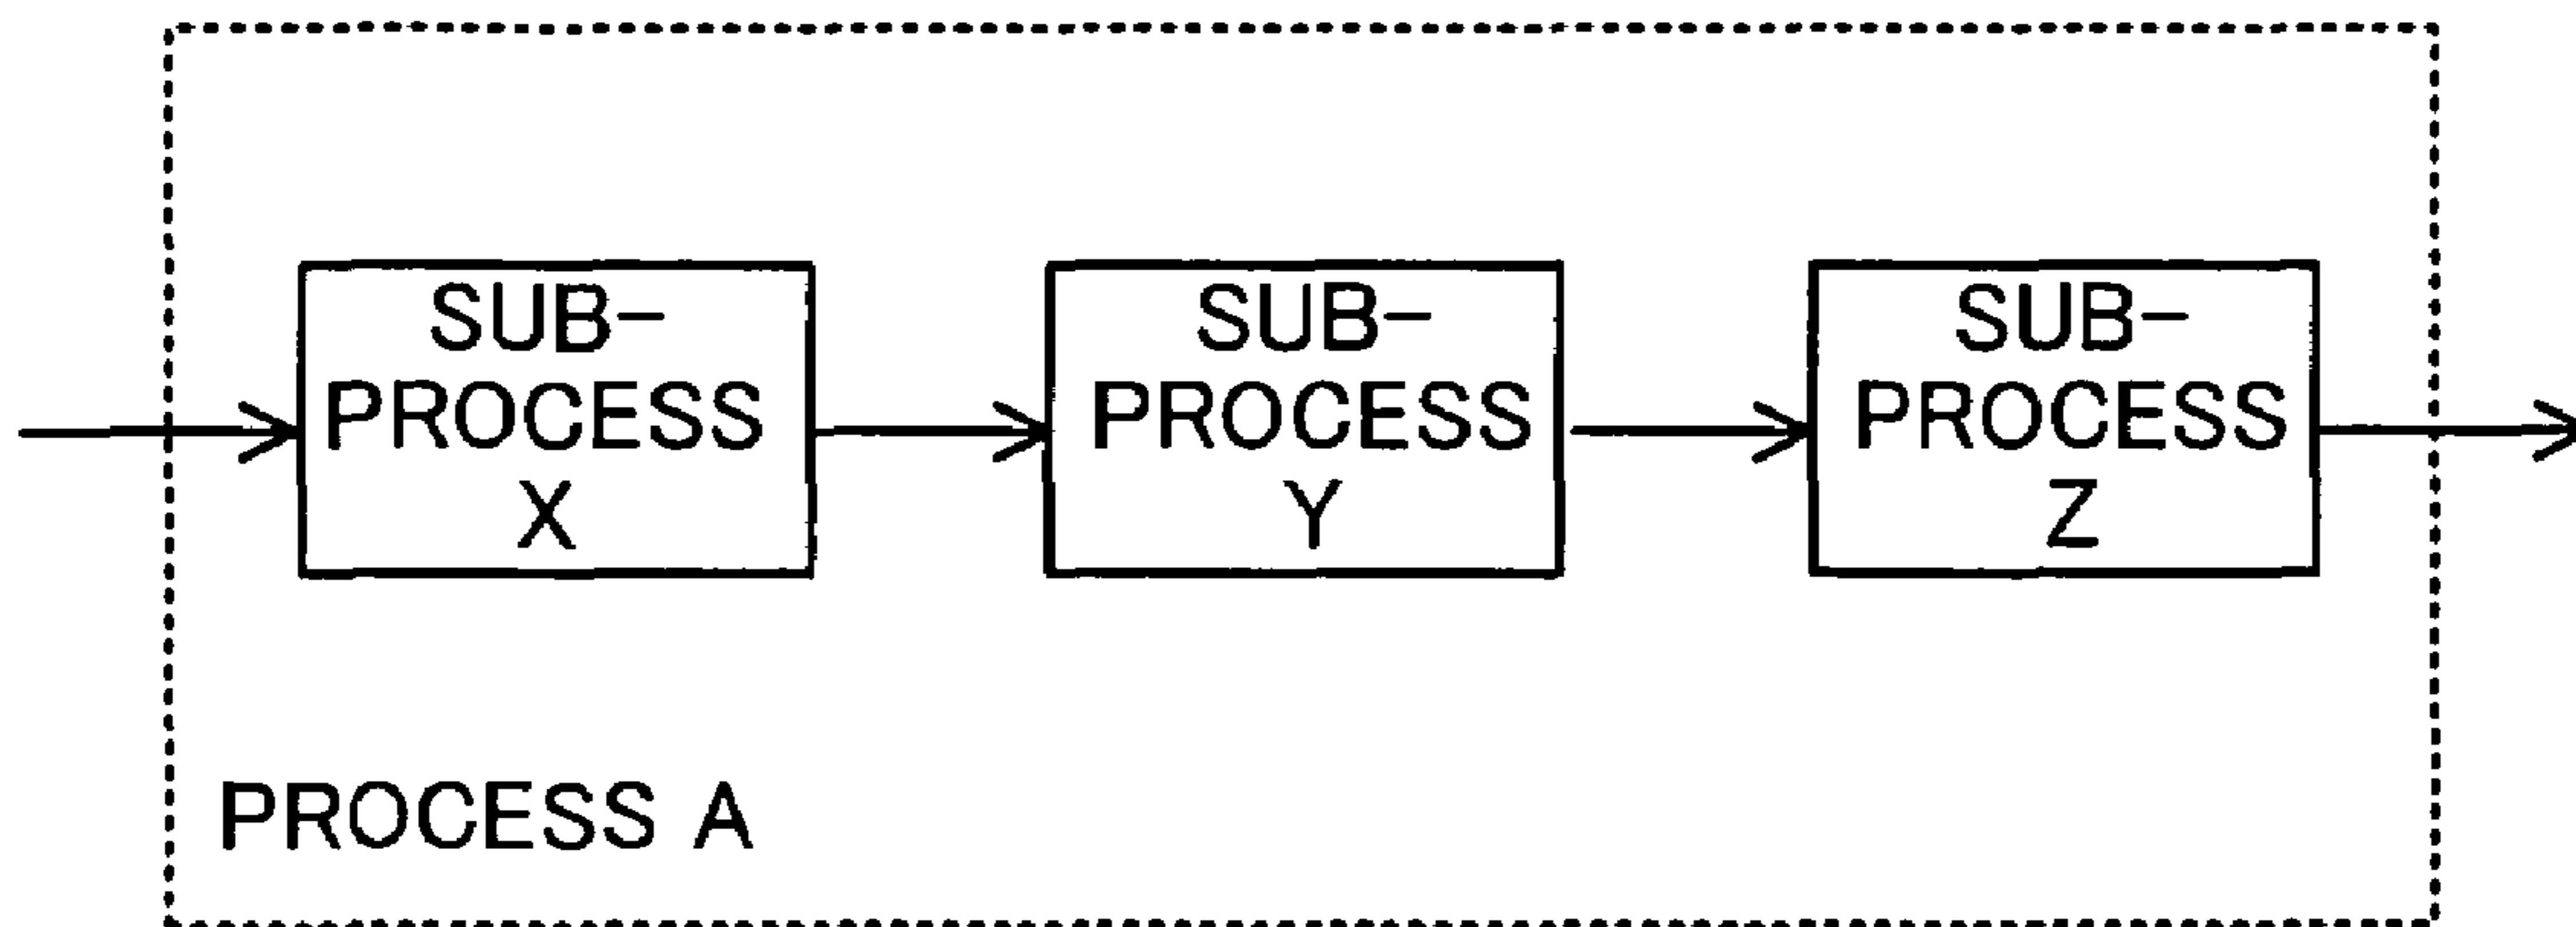 SUB-
PROCESS
X
SUB-
PROCESS
Y
SUB-
PROCESS
Z
PROCESS A